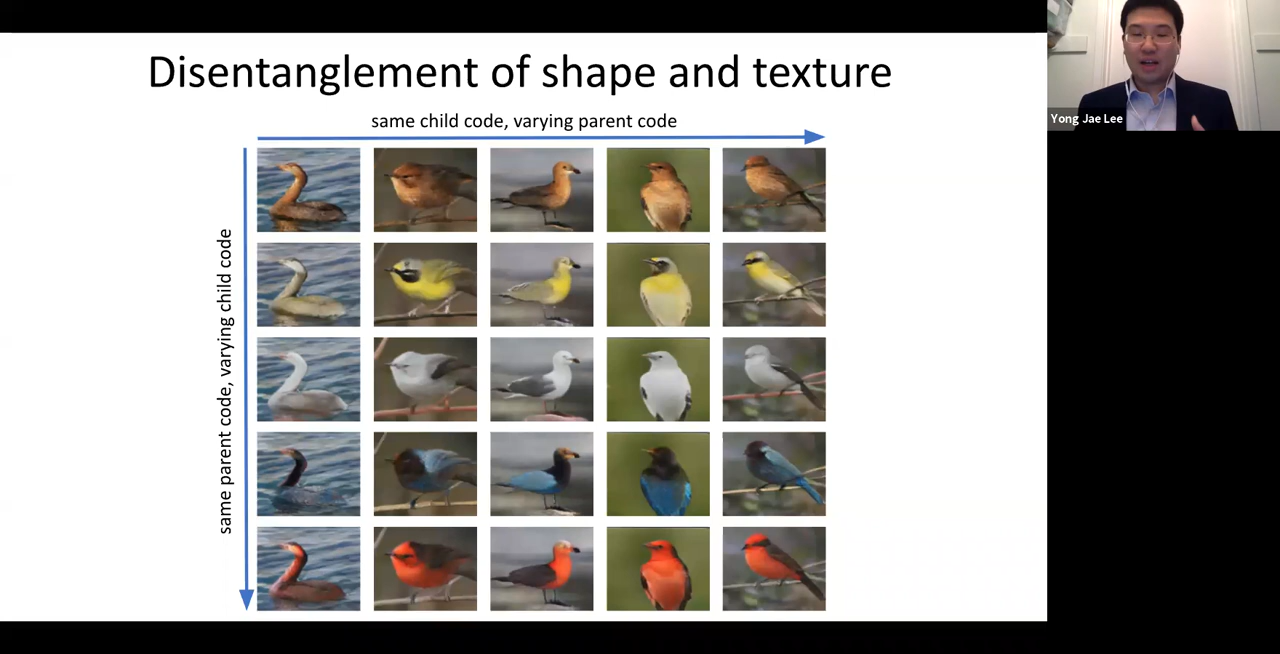 Disentanglement of shape and texture
same child code, varying parent code
same parent code, varying child code
Yong Jae Lee